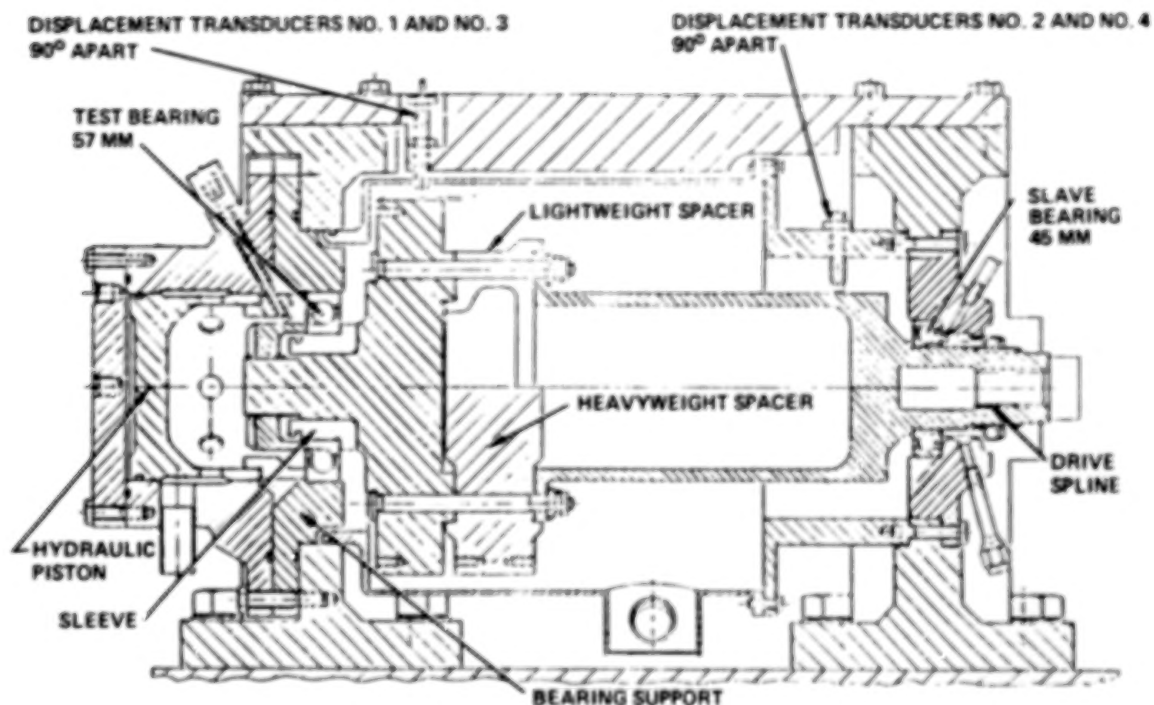 DISPLACEMENT TRANSDUCERS NO. 1 AND NO. 3
90° APART
DISPLACEMENT TRANSDUCERS NO. 2 AND NO. 4
90° APART
TEST BEARING
57 MM
LIGHTWEIGHT SPACER
SLAVE
BEARING
45 MM
HEAVYWEIGHT SPACER
DRIVE
SPLINE
HYDRAULIC
PISTON
SLEEVE
BEARING SUPPORT